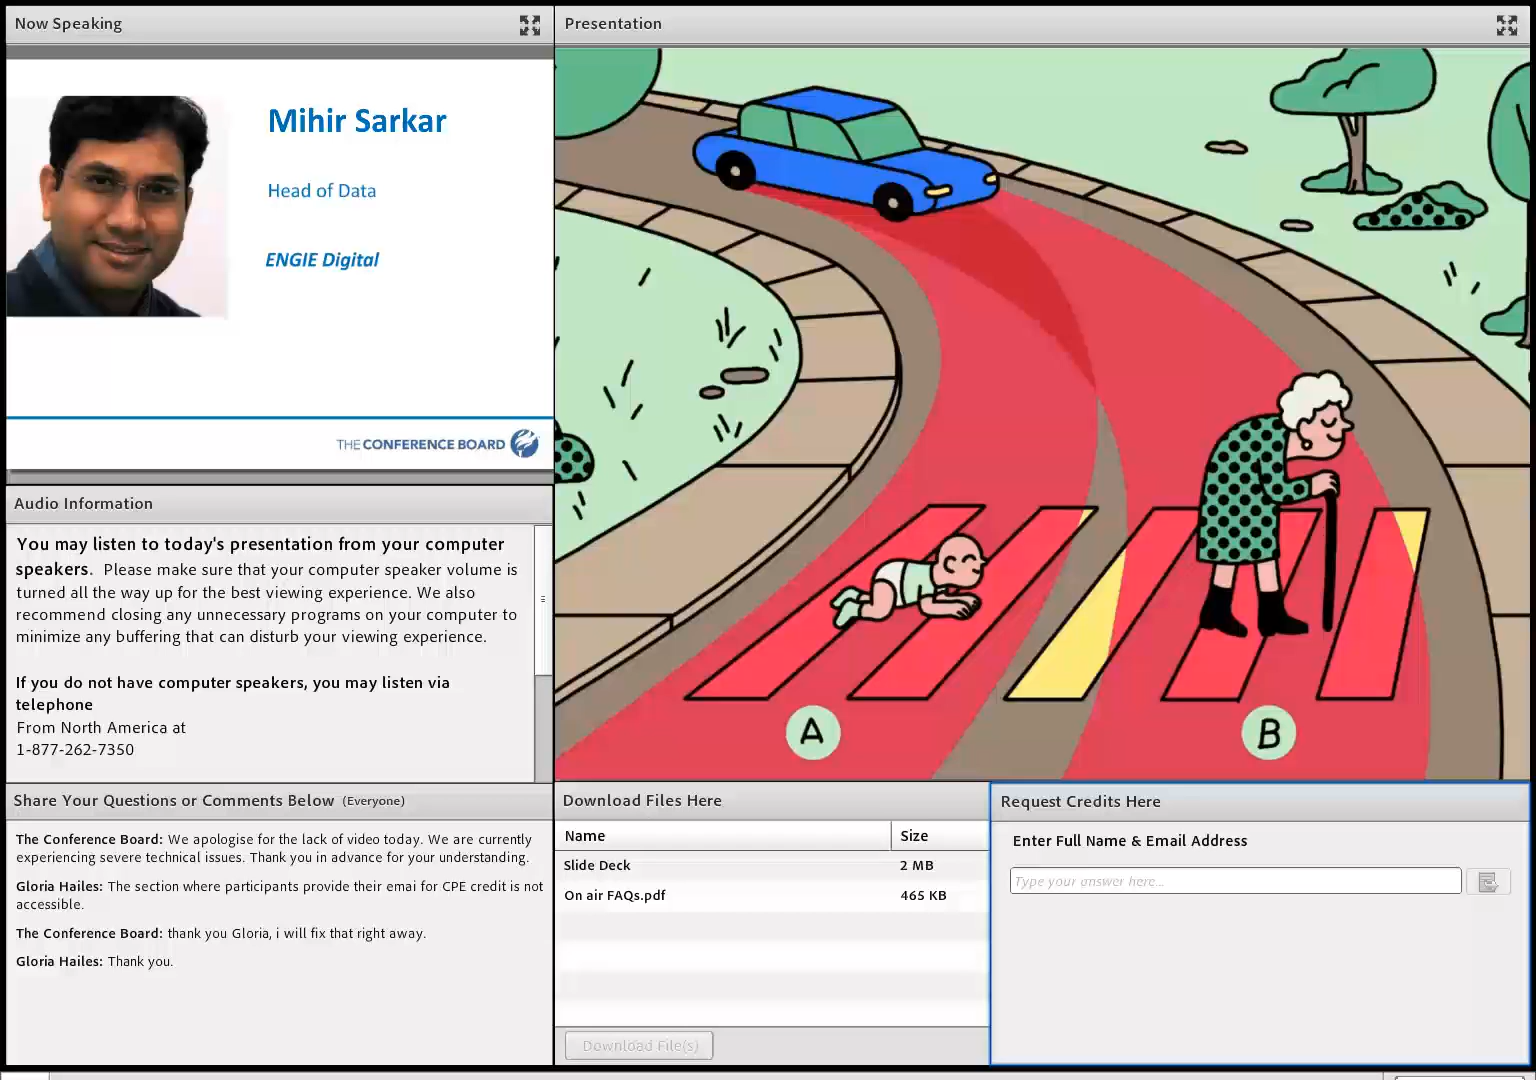 Now Speaking
Presentation
Mihir Sarkar
Head of Data
ENGIE Digital
THE CONFERENCE BOARD
Audio Information
You may listen to today's presentation from your computer
speakers. Please make sure that your computer speaker volume is
turned all the way up for the best viewing experience. We also
recommend closing any unnecessary programs on your computer to
minimize any buffering that can disturb your viewing experience.
If you do not have computer speakers, you may listen via
telephone
From North America at
1-877-262-7350
A
B
Share Your Questions or Comments Below (Everyone)
The Conference Board: We apologise for the lack of video today. We are currently
experiencing severe technical issues. Thank you in advance for your understanding.
Gloria Hailes: The section where participants provide their emai for CPE credit is not
accessible.
The Conference Board: thank you Gloria, i will fix that right away.
Gloria Hailes: Thank you.
Download Files Here
Name Size
Slide Deck 2 MB
On air FAQs.pdf 465 KB
Download File(s)
Request Credits Here
Enter Full Name & Email Address
Type your answer here...